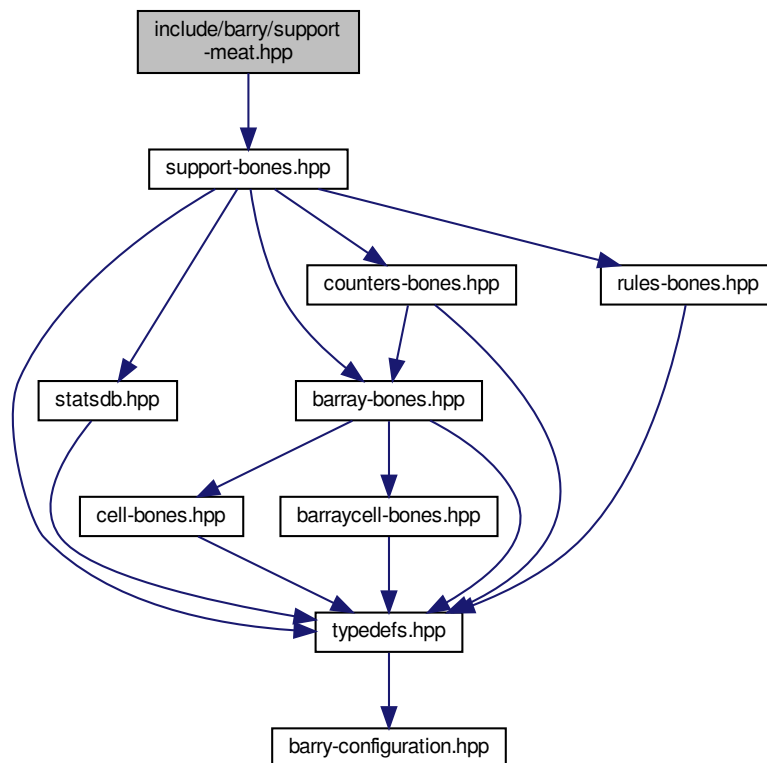 include/barry/support
-meat.hpp
support-bones.hpp
counters-bones.hpp
rules-bones.hpp
statsdb.hpp
barray-bones.hpp
cell-bones.hpp
barraycell-bones.hpp
typedefs.hpp
barry-configuration.hpp